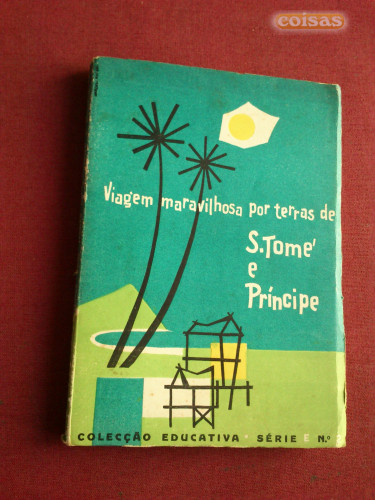 coisas
Viagem maravilhosa por terras de
S. Tomé
e
Príncipe
COLECÇÃO EDUCATIVA · SÉRIE E N.º